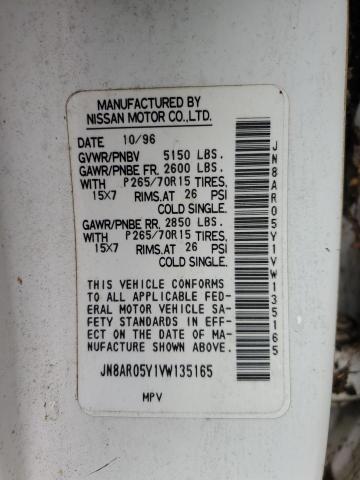 MANUFACTURED BY
NISSAN MOTOR CO.,LTD.
DATE 10/96
GVWR/PNBV 5150 LBS.
GAWR/PNBE FR. 2600 LBS.
WITH P265/70R15 TIRES,
15X7 RIMS.AT 26 PSI
COLD SINGLE.
GAWR/PNBE RR. 2850 LBS.
WITH P265/70R15 TIRES,
15X7 RIMS.AT 26 PSI
COLD SINGLE.
THIS VEHICLE CONFORMS
TO ALL APPLICABLE FED-
ERAL MOTOR VEHICLE SA-
FETY STANDARDS IN EFF-
ECT ON THE DATE OF MA-
NUFACTURE SHOWN ABOVE.
JN8AR05Y1VW135165
MPV
JN8AR05Y1VW135165